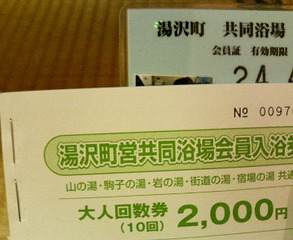 湯沢町 共同浴場
会員証 有効期限
24.
№ 0097
湯沢町営共同浴場会員入浴券
山の湯・駒子の湯・岩の湯・街道の湯・宿場の湯 共通
大人回数券 2,000円
(10回)